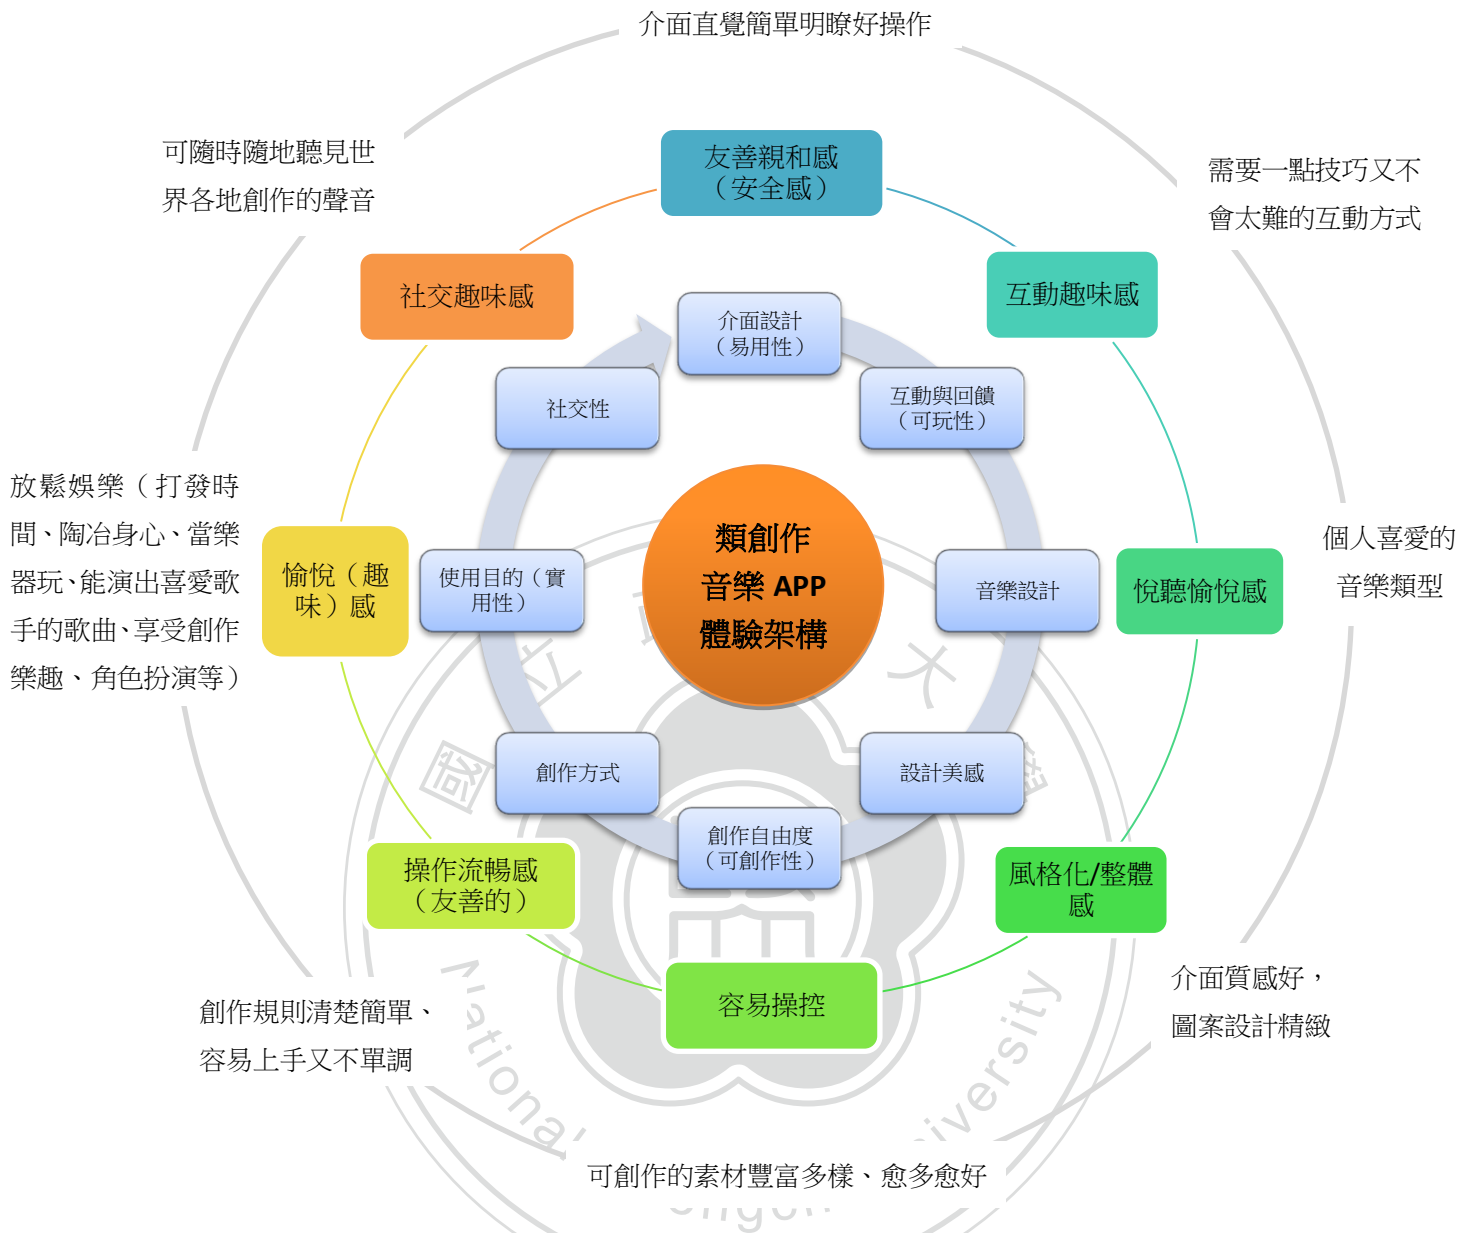 介面直覺簡單明瞭好操作
可隨時隨地聽見世
界各地創作的聲音
友善親和感
（安全感）
需要一點技巧又不
會太難的互動方式
社交趣味感
互動趣味感
介面設計
（易用性）
社交性
互動與回饋
（可玩性）
放鬆娛樂（打發時
間、陶冶身心、當樂
器玩、能演出喜愛歌
手的歌曲、享受創作
樂趣、角色扮演等）
愉悅（趣
味）感
使用目的（實
用性）
類創作
音樂 APP
體驗架構
音樂設計
悅聽愉悅感
個人喜愛的
音樂類型
創作方式
設計美感
創作自由度
（可創作性）
操作流暢感
（友善的）
風格化/整體
感
容易操控
創作規則清楚簡單、
容易上手又不單調
介面質感好，
圖案設計精緻
可創作的素材豐富多樣、愈多愈好
國立
大
National